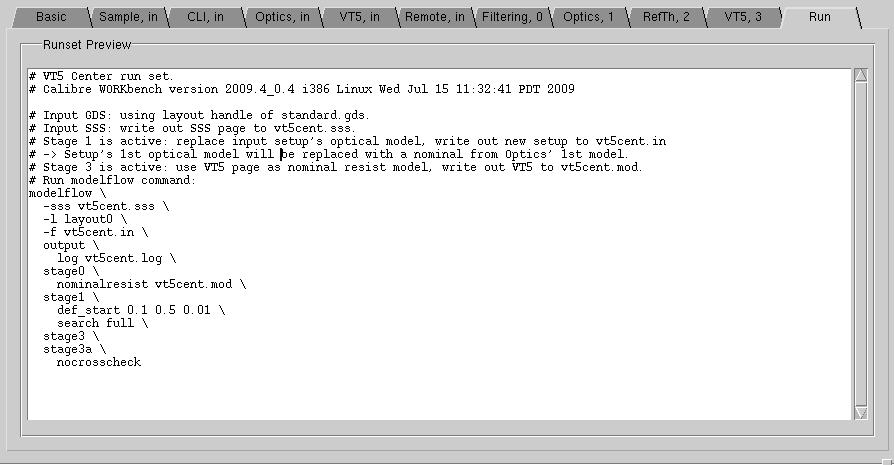 Basic Sample, in CLI, in Optics, in VT5, in Remote, in Filtering, 0 Optics, 1 RefTh, 2 VT5, 3 Run
Runset Preview
# VT5 Center run set.
# Calibre WORKbench version 2009.4_0.4 i386 Linux Wed Jul 15 11:32:41 PDT 2009
# Input GDS: using layout handle of standard.gds.
# Input SSS: write out SSS page to vt5cent.sss.
# Stage 1 is active: replace input setup's optical model, write out new setup to vt5cent.in
# -> Setup's 1st optical model will be replaced with a nominal from Optics' 1st model.
# Stage 3 is active: use VT5 page as nominal resist model, write out VT5 to vt5cent.mod.
# Run modelflow command:
modelflow \
  -sss vt5cent.sss \
  -l layout0 \
  -f vt5cent.in \
  output \
    log vt5cent.log \
  stage0 \
    nominalresist vt5cent.mod \
  stage1 \
    def_start 0.1 0.5 0.01 \
    search full \
  stage3 \
  stage3a \
    nocrosscheck